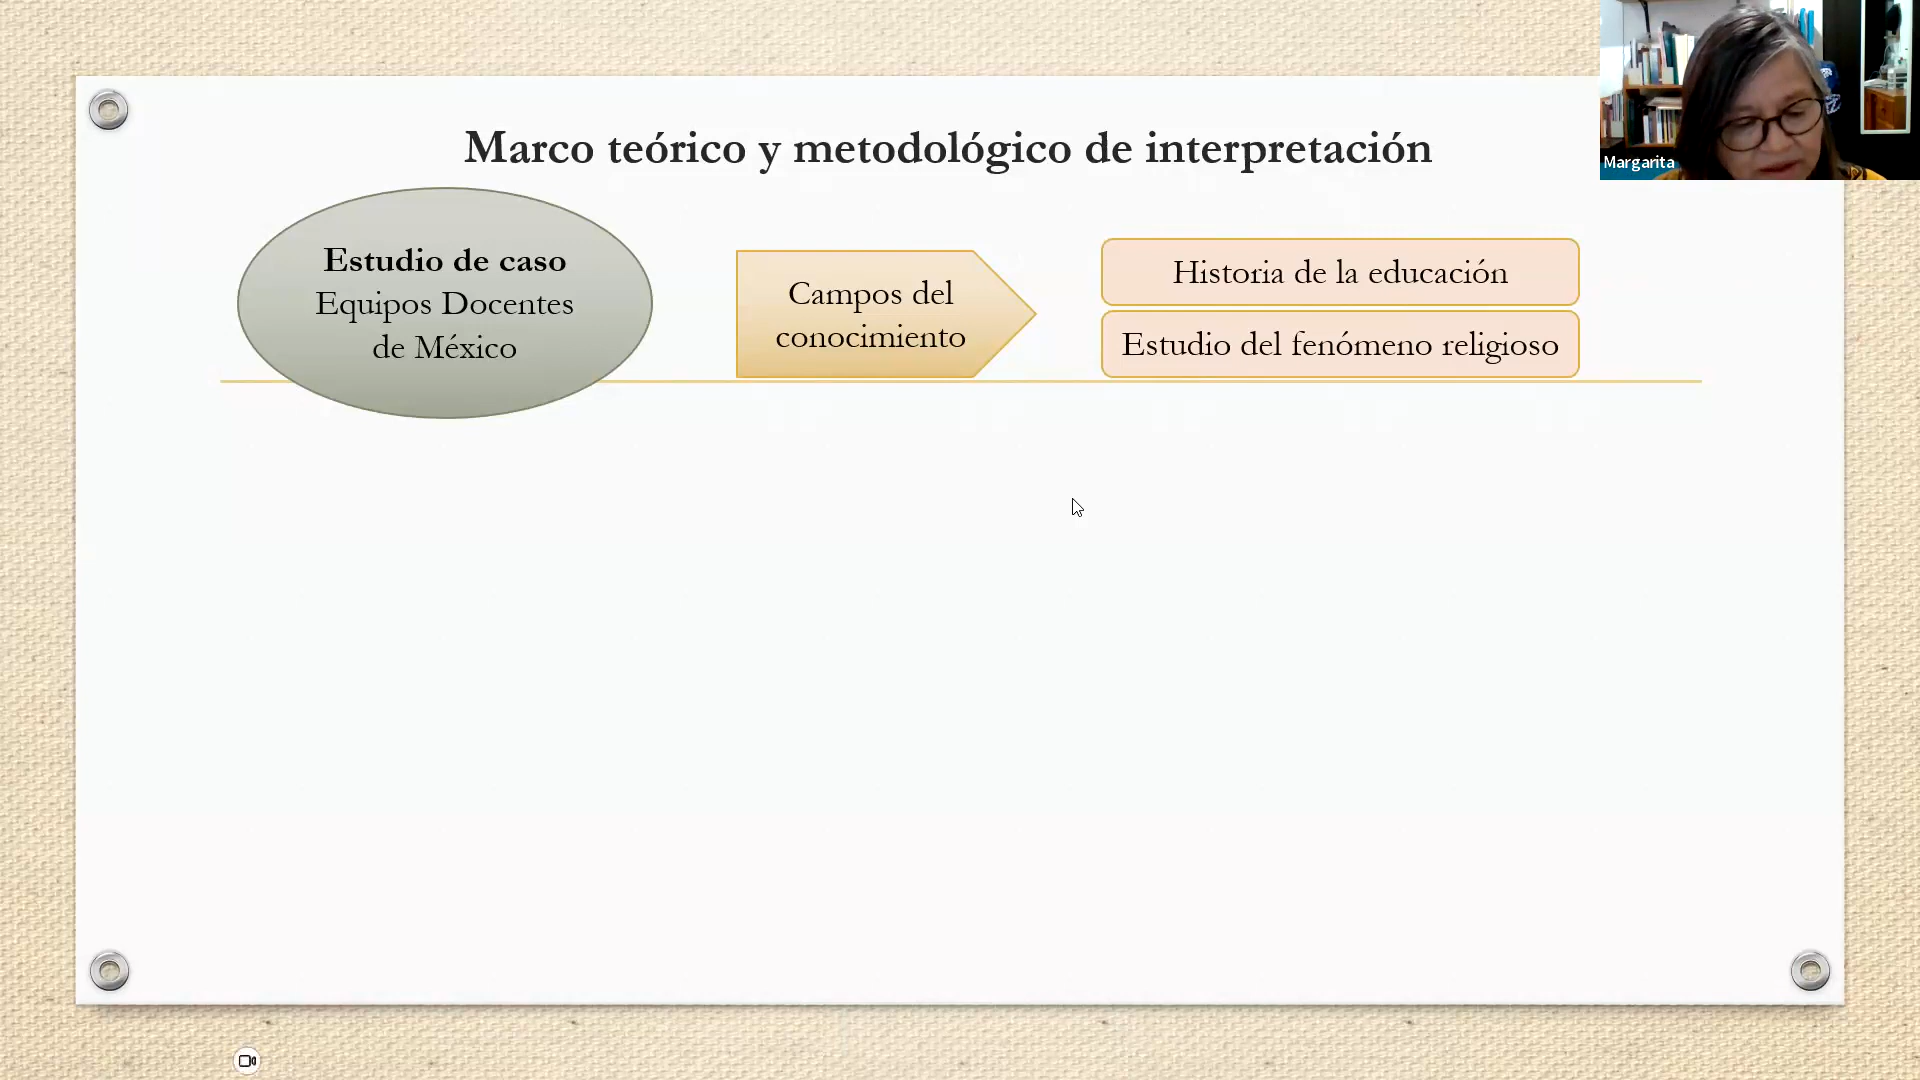 Marco teórico y metodológico de interpretación
Margarita
Estudio de caso
Equipos Docentes
de México
Campos del
conocimiento
Historia de la educación
Estudio del fenómeno religioso